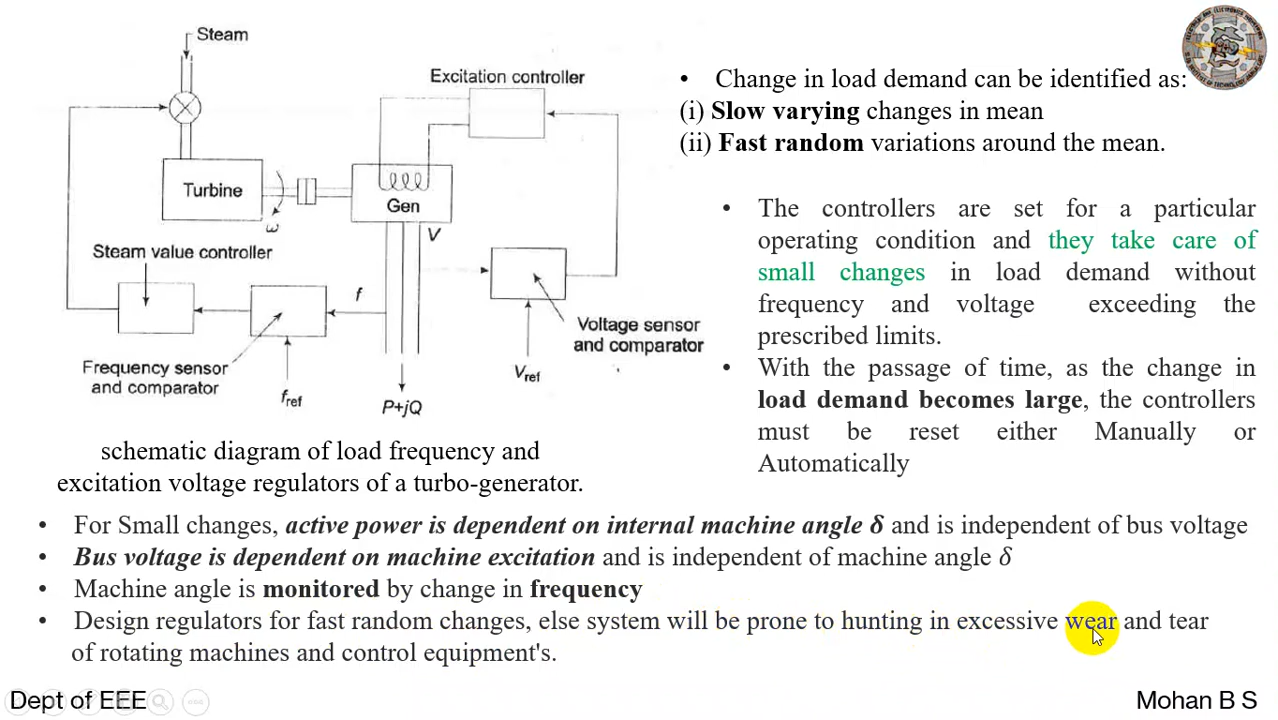 Steam
Excitation controller
Turbine
Gen
ω
V
Steam value controller
f
Voltage sensor
and comparator
Frequency sensor
and comparator
fref
Vref
P+jQ
schematic diagram of load frequency and
excitation voltage regulators of a turbo-generator.
• Change in load demand can be identified as:
(i) Slow varying changes in mean
(ii) Fast random variations around the mean.
• The controllers are set for a particular
operating condition and they take care of
small changes in load demand without
frequency and voltage exceeding the
prescribed limits.
• With the passage of time, as the change in
load demand becomes large, the controllers
must be reset either Manually or
Automatically
• For Small changes, active power is dependent on internal machine angle δ and is independent of bus voltage
• Bus voltage is dependent on machine excitation and is independent of machine angle δ
• Machine angle is monitored by change in frequency
• Design regulators for fast random changes, else system will be prone to hunting in excessive wear and tear
of rotating machines and control equipment's.
Dept of EEE
Mohan B S